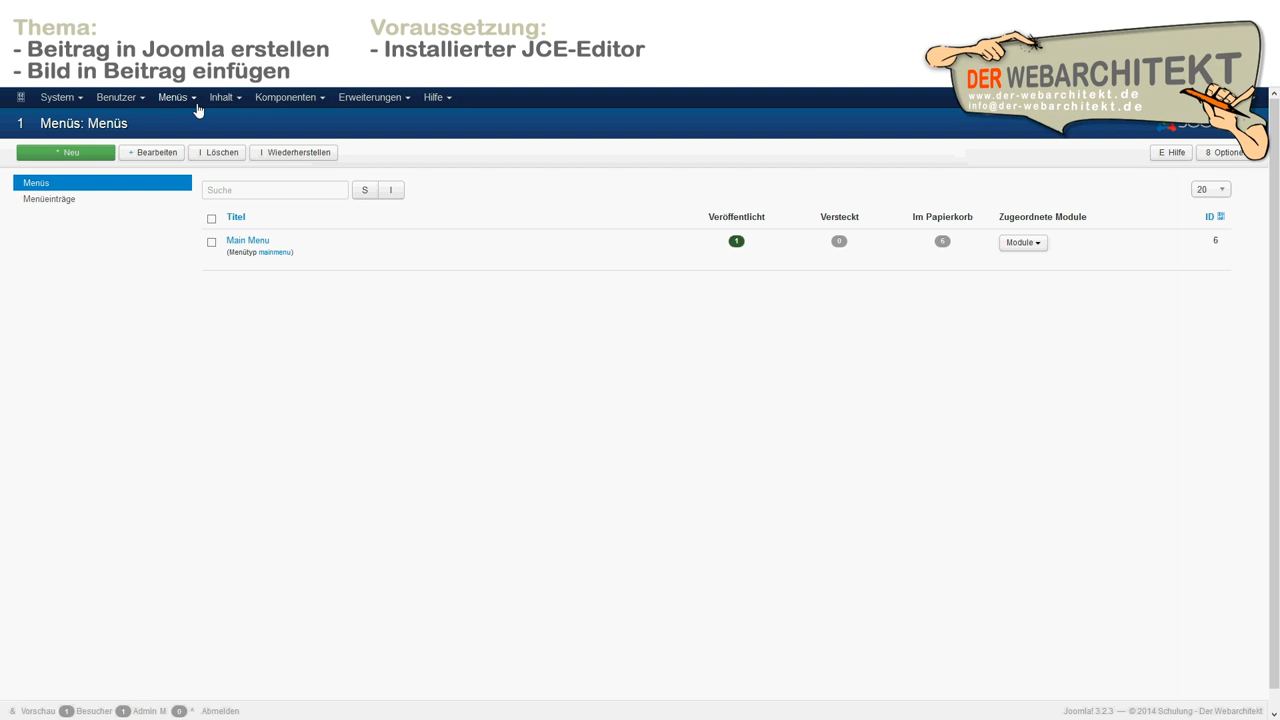 Thema:
- Beitrag in Joomla erstellen
- Bild in Beitrag einfügen
Voraussetzung:
- Installierter JCE-Editor
DER WEBARCHITEKT
www.der-webarchitekt.de
info@der-webarchitekt.de
System Benutzer Menüs Inhalt Komponenten Erweiterungen Hilfe
1 Menüs: Menüs
* Neu + Bearbeiten I Löschen I Wiederherstellen E Hilfe 8
Menüs
Menüeinträge
Suche S I 20
Titel Veröffentlicht Versteckt Im Papierkorb Zugeordnete Module ID
Main Menu 1 0 Module 6
(Menütyp mainmenu)
& Vorschau 1 Besucher 1 Admin M 0 ^ Abmelden Joomla! 3.2.3 — © 2014 Schulung - Der Webarchitekt